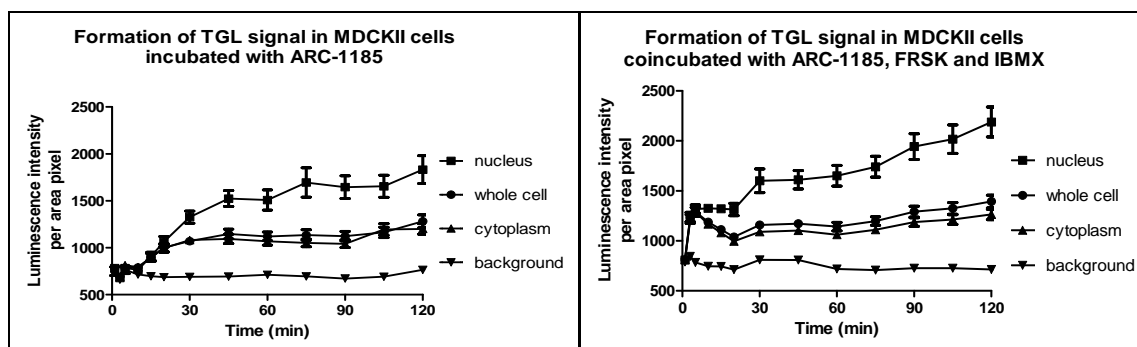 Formation of TGL signal in MDCKII cells
incubated with ARC-1185
2500
2000
1500
1000
500
0
30
60
90
120
Luminescence intensity
per area pixel
Time (min)
nucleus
whole cell
cytoplasm
background
Formation of TGL signal in MDCKII cells
coincubated with ARC-1185, FRSK and IBMX
2500
2000
1500
1000
500
0
30
60
90
120
Luminescence intensity
per area pixel
Time (min)
nucleus
whole cell
cytoplasm
background